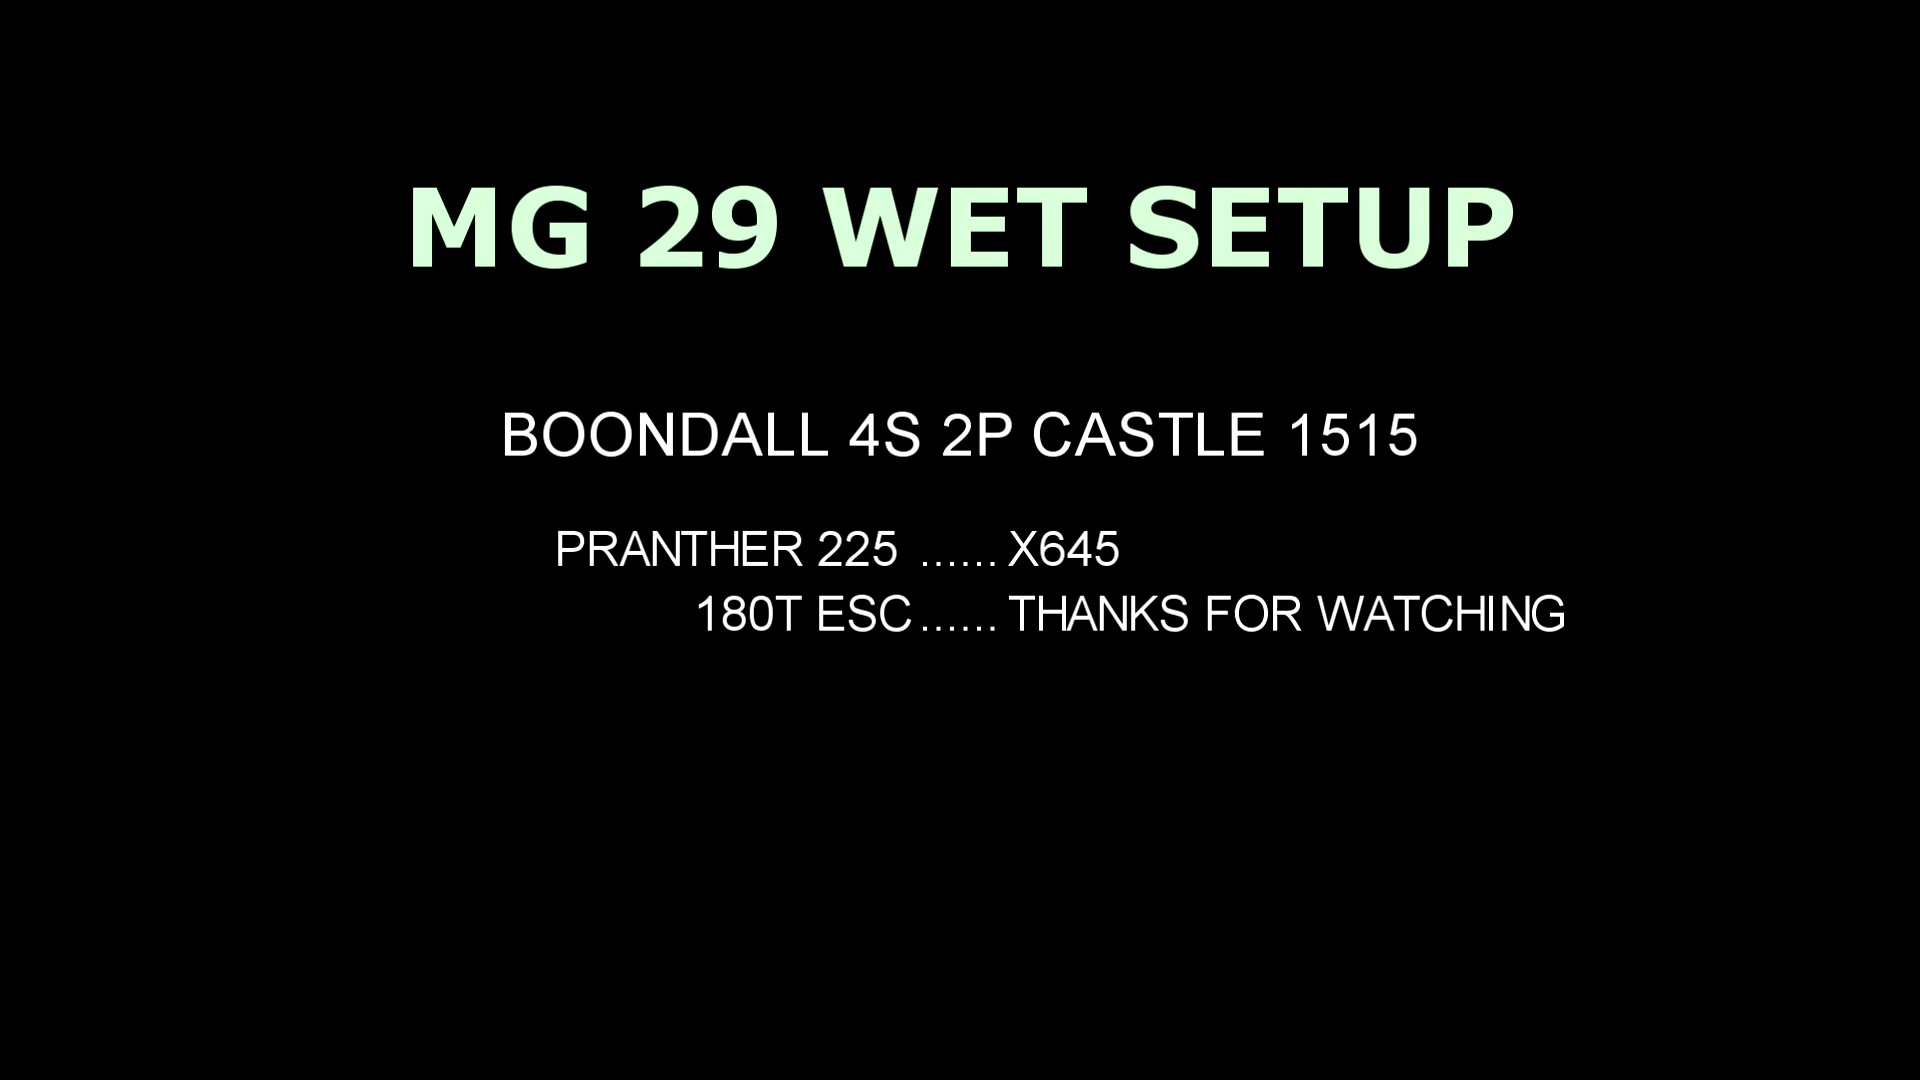 MG 29 WET SETUP
BOONDALL 4S 2P CASTLE 1515
PRANTHER 225 ...... X645
180T ESC ...... THANKS FOR WATCHING